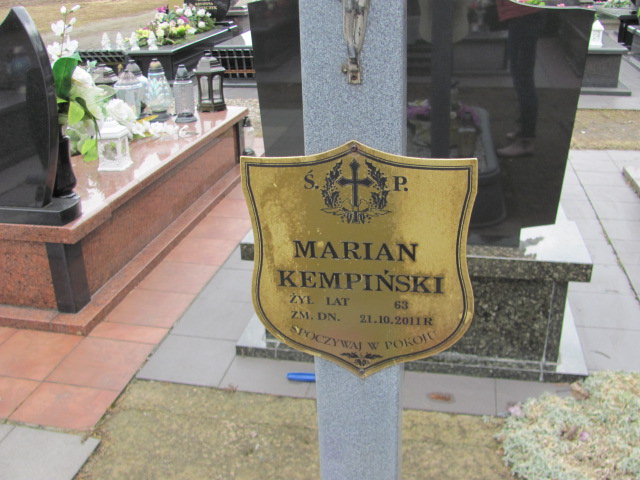 Ś. P.
MARIAN
KEMPIŃSKI
ŻYŁ LAT 63
ZM. DN. 21.10.2011 R
SPOCZYWAJ W POKOJU